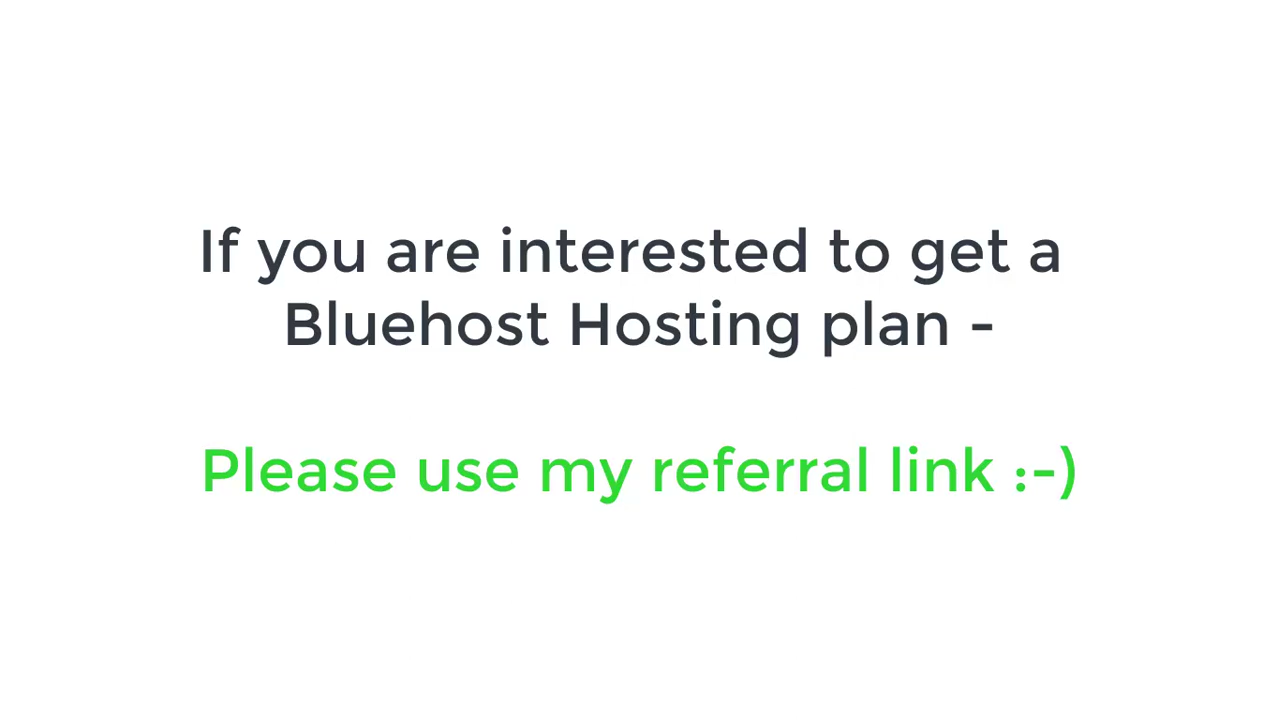 If you are interested to get a
Bluehost Hosting plan -
Please use my referral link :-)